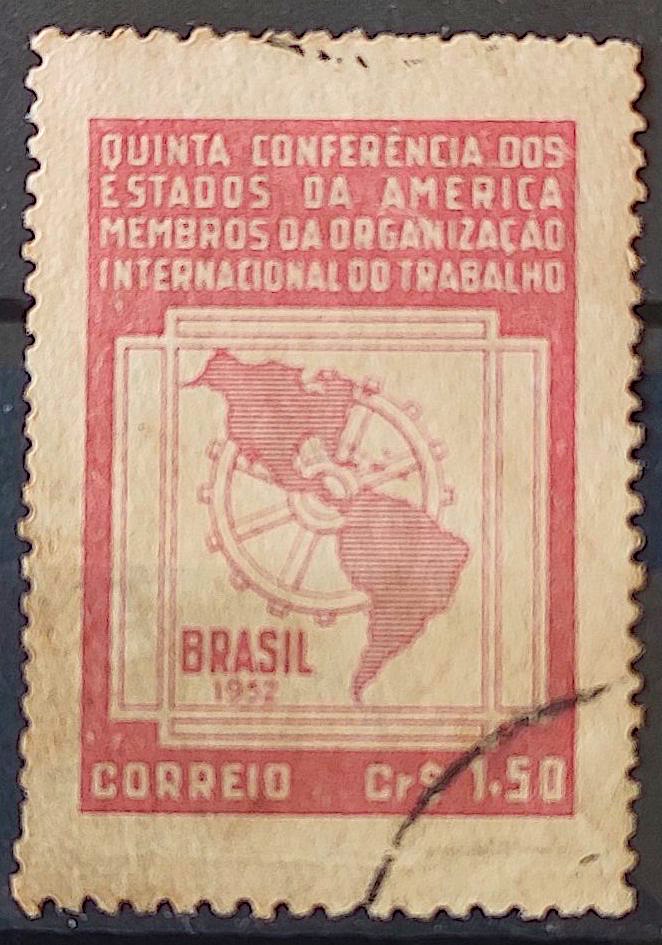 QUINTA CONFERÊNCIA DOS
ESTADOS DA AMERICA
MEMBROS DA ORGANIZAÇÃO
INTERNACIONAL DO TRABALHO
BRASIL
1952
CORREIO Cr$ 1.50